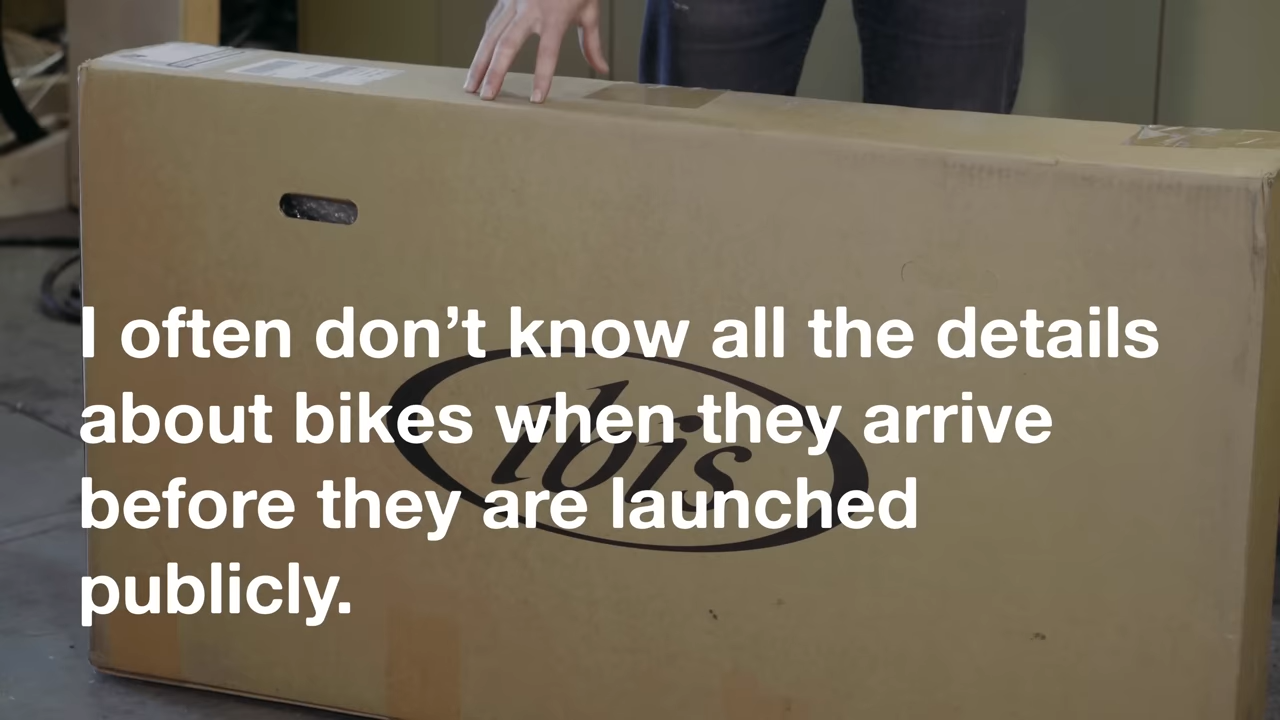 I often don’t know all the details
about bikes when they arrive
before they are launched
publicly.
Ibis